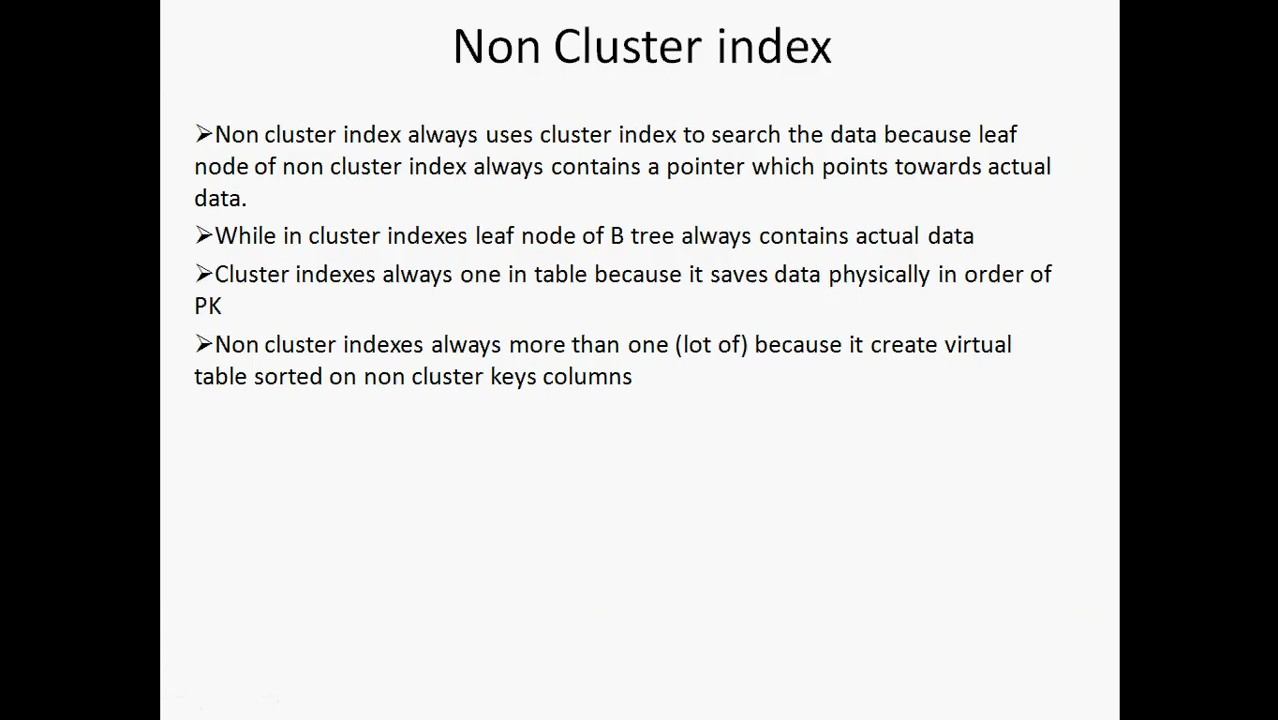 Non Cluster index
➢Non cluster index always uses cluster index to search the data because leaf
node of non cluster index always contains a pointer which points towards actual
data.
➢While in cluster indexes leaf node of B tree always contains actual data
➢Cluster indexes always one in table because it saves data physically in order of
PK
➢Non cluster indexes always more than one (lot of) because it create virtual
table sorted on non cluster keys columns